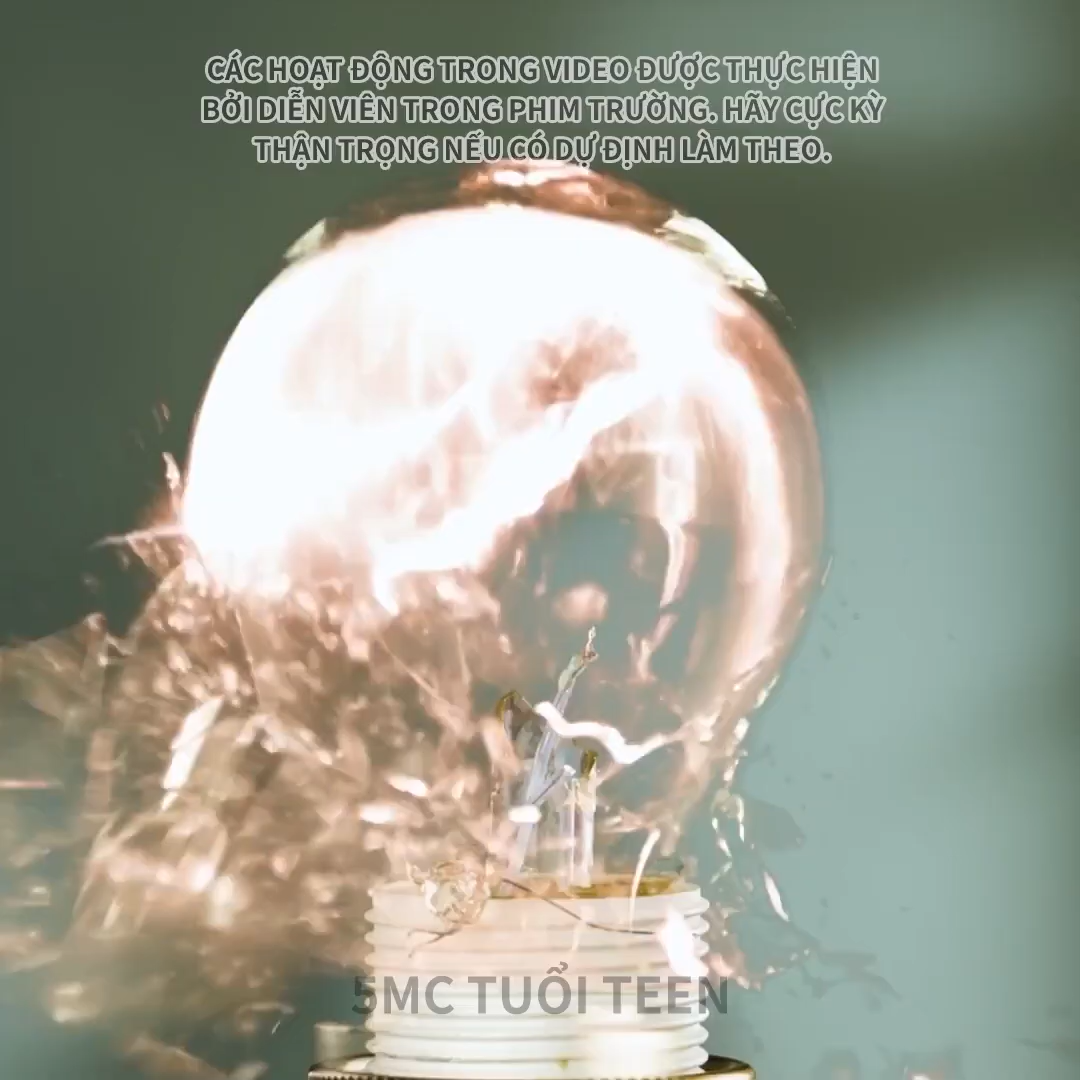 CÁC HOẠT ĐỘNG TRONG VIDEO ĐƯỢC THỰC HIỆN
BỞI DIỄN VIÊN TRONG PHIM TRƯỜNG. HÃY CỰC KỲ
THẬN TRỌNG NẾU CÓ DỰ ĐỊNH LÀM THEO.
5MC TUỔI TEEN